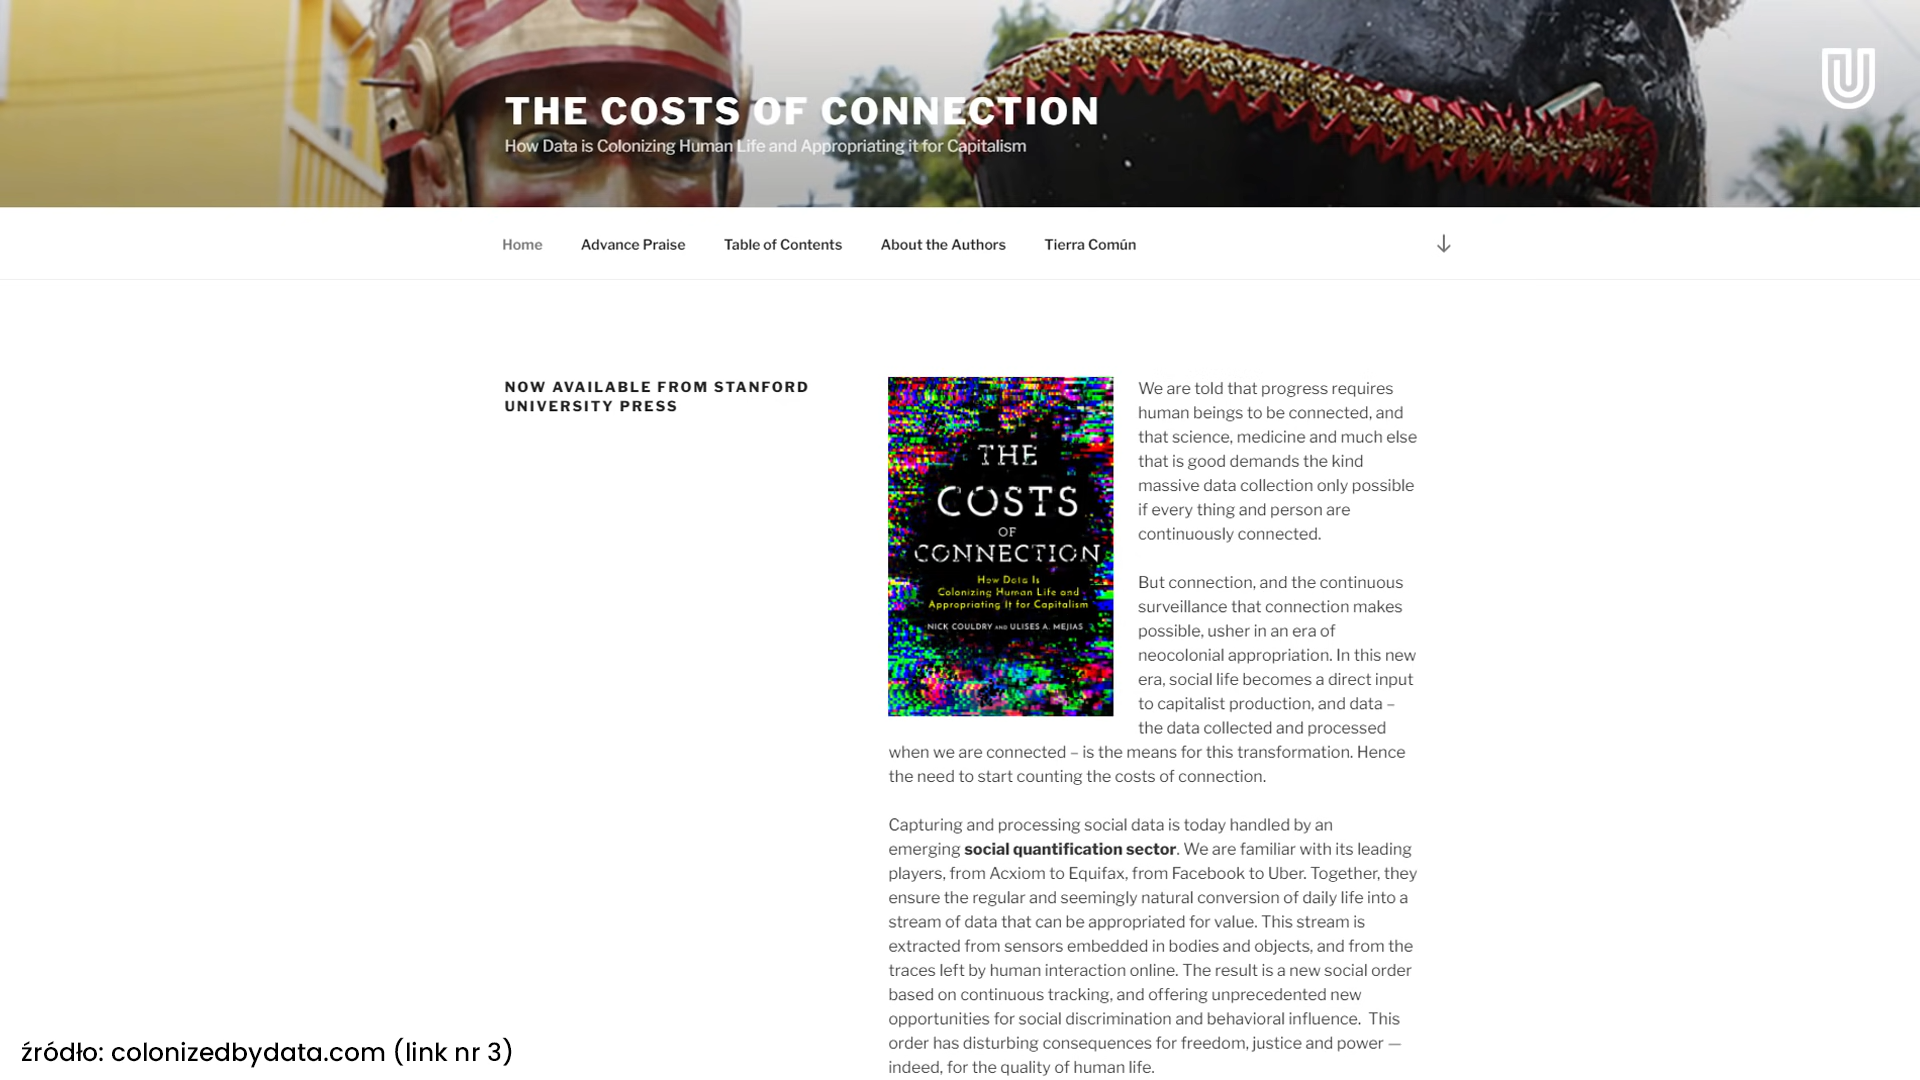 THE COSTS OF CONNECTION
How Data is Colonizing Human Life and Appropriating it for Capitalism
Home
Advance Praise
Table of Contents
About the Authors
Tierra Común
NOW AVAILABLE FROM STANFORD
UNIVERSITY PRESS
THE
COSTS
OF
CONNECTION
How Data Is
Colonizing Human Life and
Appropriating It for Capitalism
NICK COULDRY AND ULISES A. MEJIAS
We are told that progress requires
human beings to be connected, and
that science, medicine and much else
that is good demands the kind
massive data collection only possible
if every thing and person are
continuously connected.
But connection, and the continuous
surveillance that connection makes
possible, usher in an era of
neocolonial appropriation. In this new
era, social life becomes a direct input
to capitalist production, and data –
the data collected and processed
when we are connected – is the means for this transformation. Hence
the need to start counting the costs of connection.
Capturing and processing social data is today handled by an
emerging social quantification sector. We are familiar with its leading
players, from Acxiom to Equifax, from Facebook to Uber. Together, they
ensure the regular and seemingly natural conversion of daily life into a
stream of data that can be appropriated for value. This stream is
extracted from sensors embedded in bodies and objects, and from the
traces left by human interaction online. The result is a new social order
based on continuous tracking, and offering unprecedented new
opportunities for social discrimination and behavioral influence.  This
order has disturbing consequences for freedom, justice and power —
indeed, for the quality of human life.
źródło: colonizedbydata.com (link nr 3)